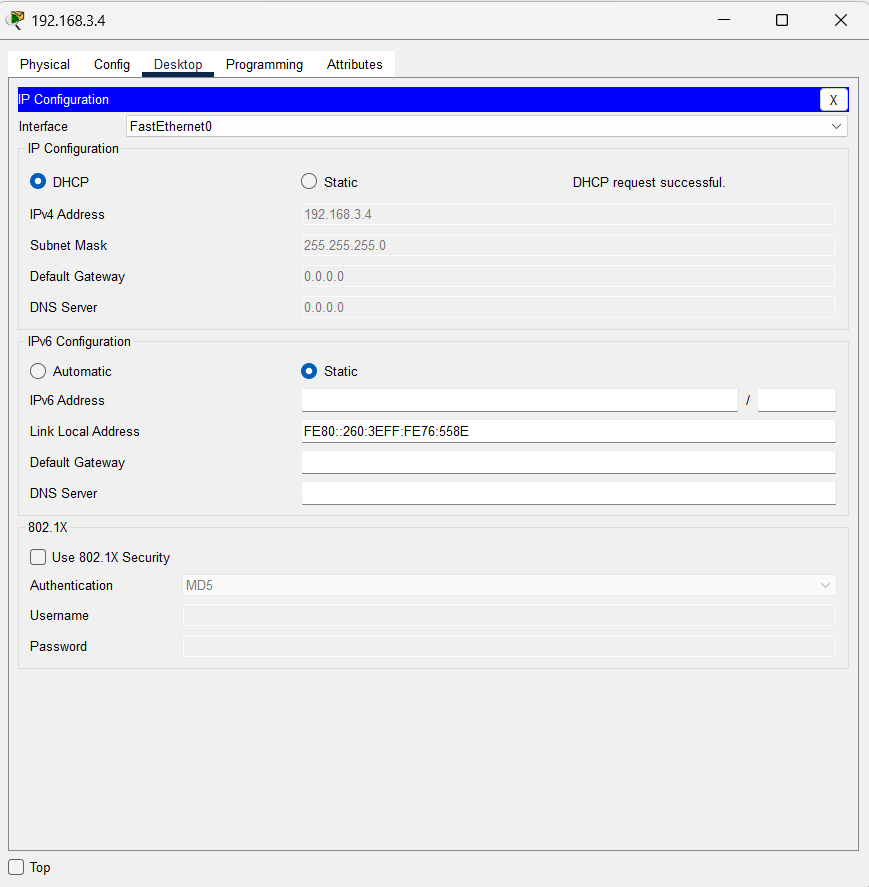 192.168.3.4
Physical Config Desktop Programming Attributes
IP Configuration X
Interface FastEthernet0
IP Configuration
DHCP Static DHCP request successful.
IPv4 Address 192.168.3.4
Subnet Mask 255.255.255.0
Default Gateway 0.0.0.0
DNS Server 0.0.0.0
IPv6 Configuration
Automatic Static
IPv6 Address /
Link Local Address FE80::260:3EFF:FE76:558E
Default Gateway
DNS Server
802.1X
Use 802.1X Security
Authentication MD5
Username
Password
Top